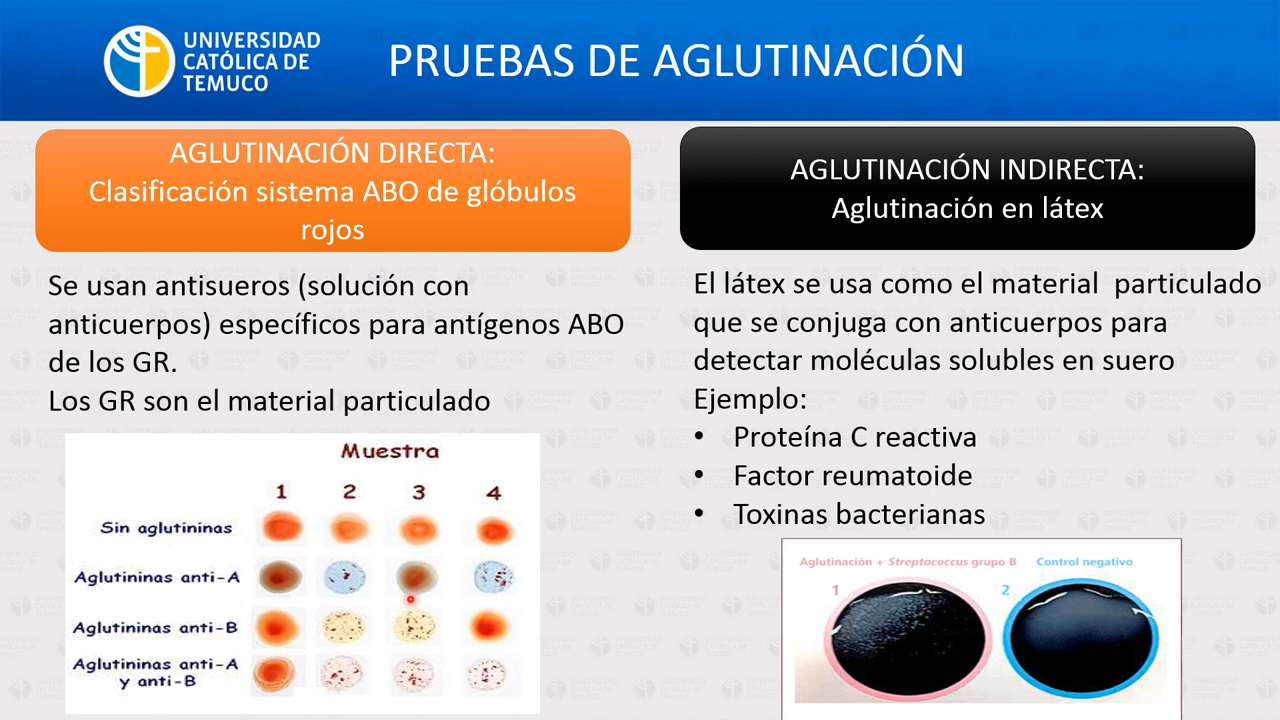 UNIVERSIDAD
CATÓLICA DE
TEMUCO
PRUEBAS DE AGLUTINACIÓN
AGLUTINACIÓN DIRECTA:
Clasificación sistema ABO de glóbulos
rojos
Se usan antisueros (solución con
anticuerpos) específicos para antígenos ABO
de los GR.
Los GR son el material particulado
Muestra
1 2 3 4
Sin aglutininas
Aglutininas anti-A
Aglutininas anti-B
Aglutininas anti-A
y anti-B
AGLUTINACIÓN INDIRECTA:
Aglutinación en látex
El látex se usa como el material particulado
que se conjuga con anticuerpos para
detectar moléculas solubles en suero
Ejemplo:
• Proteína C reactiva
• Factor reumatoide
• Toxinas bacterianas
Aglutinación + Streptococcus grupo B Control negativo
1 2